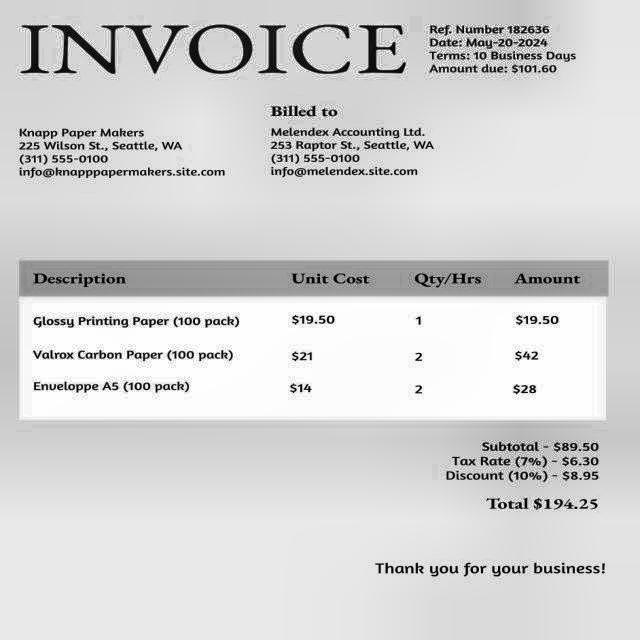 INVOICE
Ref. Number 182636
Date: May-20-2024
Terms: 10 Business Days
Amount due: $101.60
Knapp Paper Makers
225 Wilson St., Seattle, WA
(311) 555-0100
info@knapppapermakers.site.com
Billed to
Melendex Accounting Ltd.
253 Raptor St., Seattle, WA
(311) 555-0100
info@melendex.site.com
Description Unit Cost Qty/Hrs Amount
Glossy Printing Paper (100 pack) $19.50 1 $19.50
Valrox Carbon Paper (100 pack) $21 2 $42
Enveloppe A5 (100 pack) $14 2 $28
Subtotal - $89.50
Tax Rate (7%) - $6.30
Discount (10%) - $8.95
Total $194.25
Thank you for your business!